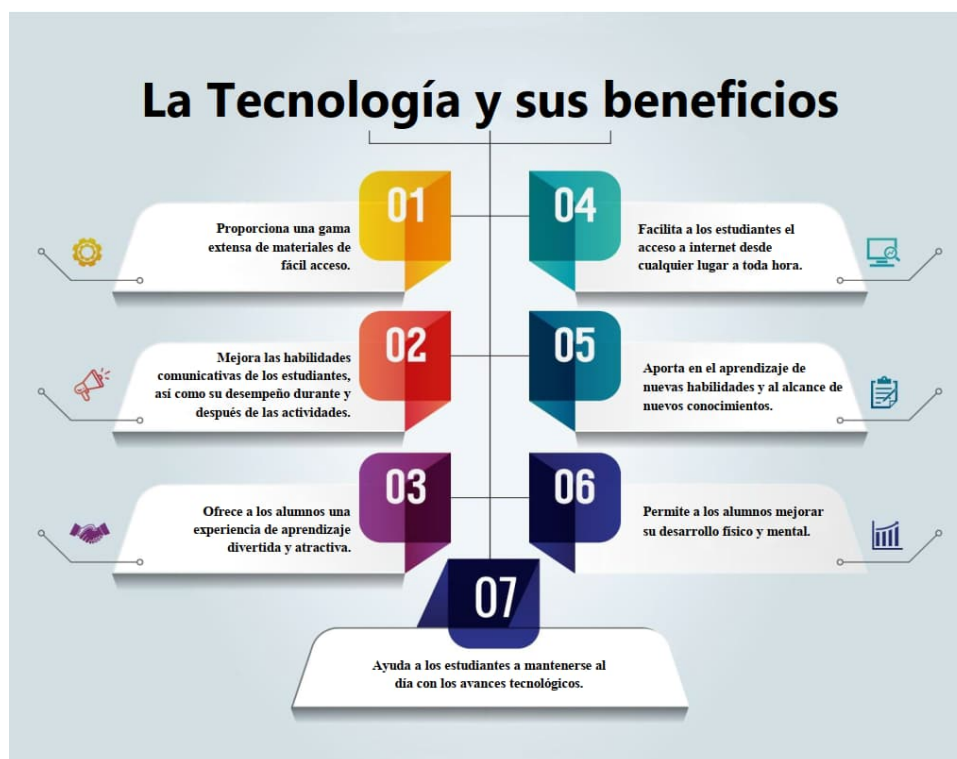 La Tecnología y sus beneficios
01
Proporciona una gama
extensa de materiales de
fácil acceso.
02
Mejora las habilidades
comunicativas de los estudiantes,
así como su desempeño durante y
después de las actividades.
03
Ofrece a los alumnos una
experiencia de aprendizaje
divertida y atractiva.
04
Facilita a los estudiantes el
acceso a internet desde
cualquier lugar a toda hora.
05
Aporta en el aprendizaje de
nuevas habilidades y al alcance de
nuevos conocimientos.
06
Permite a los alumnos mejorar
su desarrollo físico y mental.
07
Ayuda a los estudiantes a mantenerse al
día con los avances tecnológicos.